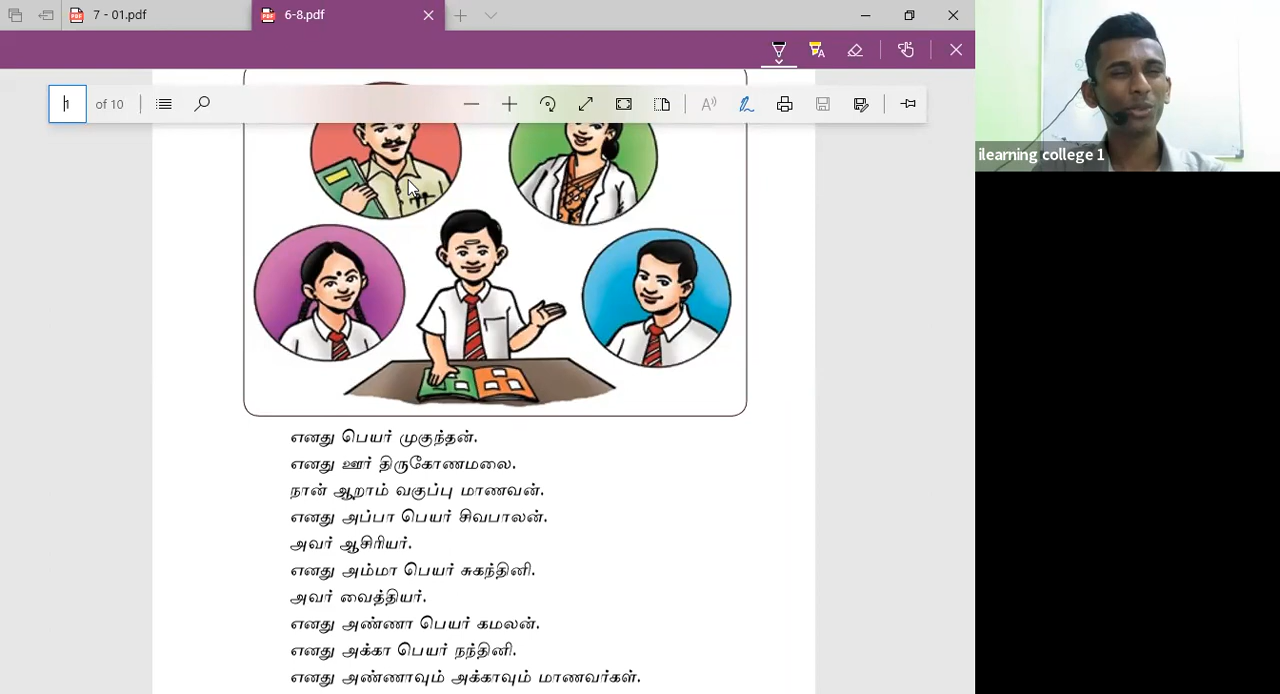 7 - 01.pdf
6-8.pdf
1 of 10
ilearning college 1
எனது பெயர் முகுந்தன்.
எனது ஊர் திருகோணமலை.
நான் ஆறாம் வகுப்பு மாணவன்.
எனது அப்பா பெயர் சிவபாலன்.
அவர் ஆசிரியர்.
எனது அம்மா பெயர் சுகந்தினி.
அவர் வைத்தியர்.
எனது அண்ணா பெயர் கமலன்.
எனது அக்கா பெயர் நந்தினி.
எனது அண்ணாவும் அக்காவும் மாணவர்கள்.